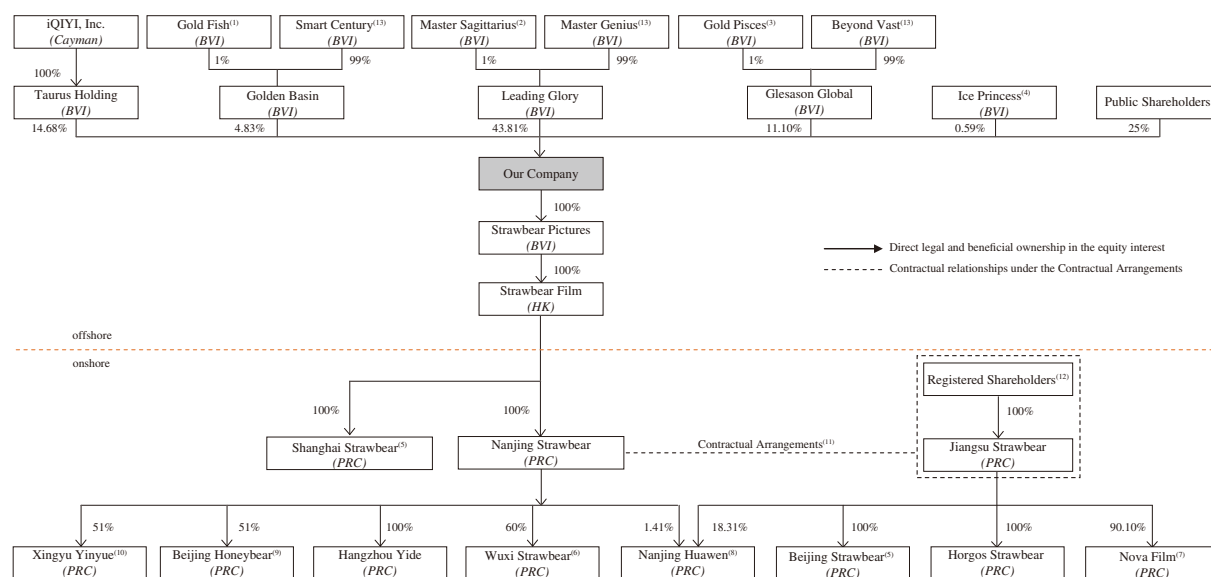 iQIYI, Inc.
(Cayman)
Gold Fish(1)
(BVI)
Smart Century(13)
(BVI)
Master Sagittarius(2)
(BVI)
Master Genius(13)
(BVI)
Gold Pisces(3)
(BVI)
Beyond Vast(13)
(BVI)
100%
1%
99%
1%
99%
1%
99%
Taurus Holding
(BVI)
Golden Basin
(BVI)
Leading Glory
(BVI)
Glesason Global
(BVI)
Ice Princess(4)
(BVI)
Public Shareholders
14.68%
4.83%
43.81%
11.10%
0.59%
25%
Our Company
100%
Strawbear Pictures
(BVI)
100%
Strawbear Film
(HK)
Direct legal and beneficial ownership in the equity interest
Contractual relationships under the Contractual Arrangements
offshore
onshore
Registered Shareholders(12)
100%
100%
100%
Shanghai Strawbear(5)
(PRC)
Nanjing Strawbear
(PRC)
Contractual Arrangements(11)
Jiangsu Strawbear
(PRC)
51%
51%
100%
60%
1.41%
18.31%
100%
100%
90.10%
Xingyu Yinyue(10)
(PRC)
Beijing Honeybear(9)
(PRC)
Hangzhou Yide
(PRC)
Wuxi Strawbear(6)
(PRC)
Nanjing Huawen(8)
(PRC)
Beijing Strawbear(5)
(PRC)
Horgos Strawbear
(PRC)
Nova Film(7)
(PRC)